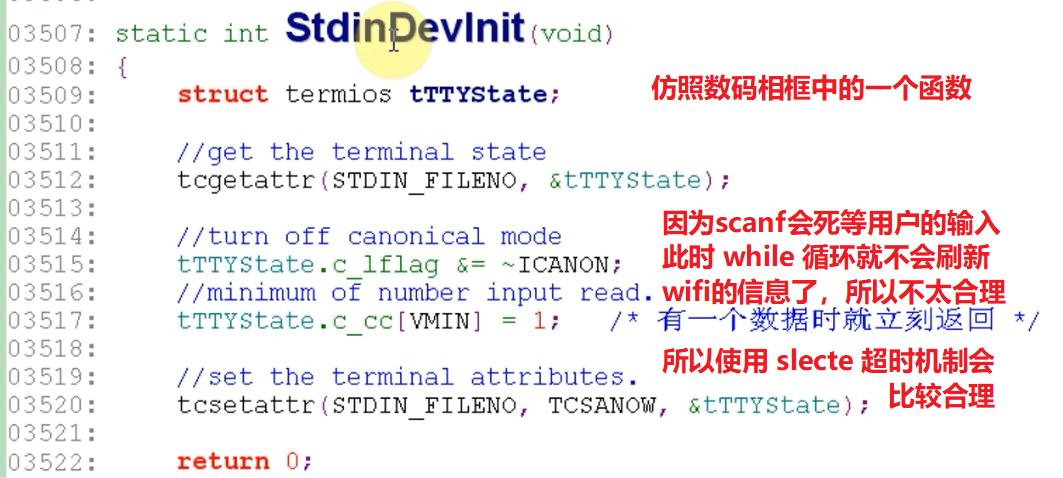 03507: static int StdinDevInit(void)
03508: {
03509: struct termios tTTYState; 仿照数码相框中的一个函数
03510:
03511: //get the terminal state
03512: tcgetattr(STDIN_FILENO, &tTTYState);
03513:
因为scanf会死等用户的输入
03514: //turn off canonical mode
此时 while 循环就不会刷新
03515: tTTYState.c_lflag &= ~ICANON;
03516: //minimum of number input read.
wifi的信息了，所以不太合理
03517: tTTYState.c_cc[VMIN] = 1; /* 有一个数据时就立刻返回 */
03518:
所以使用 slecte 超时机制会
03519: //set the terminal attributes.
比较合理
03520: tcsetattr(STDIN_FILENO, TCSANOW, &tTTYState);
03521:
03522: return 0;